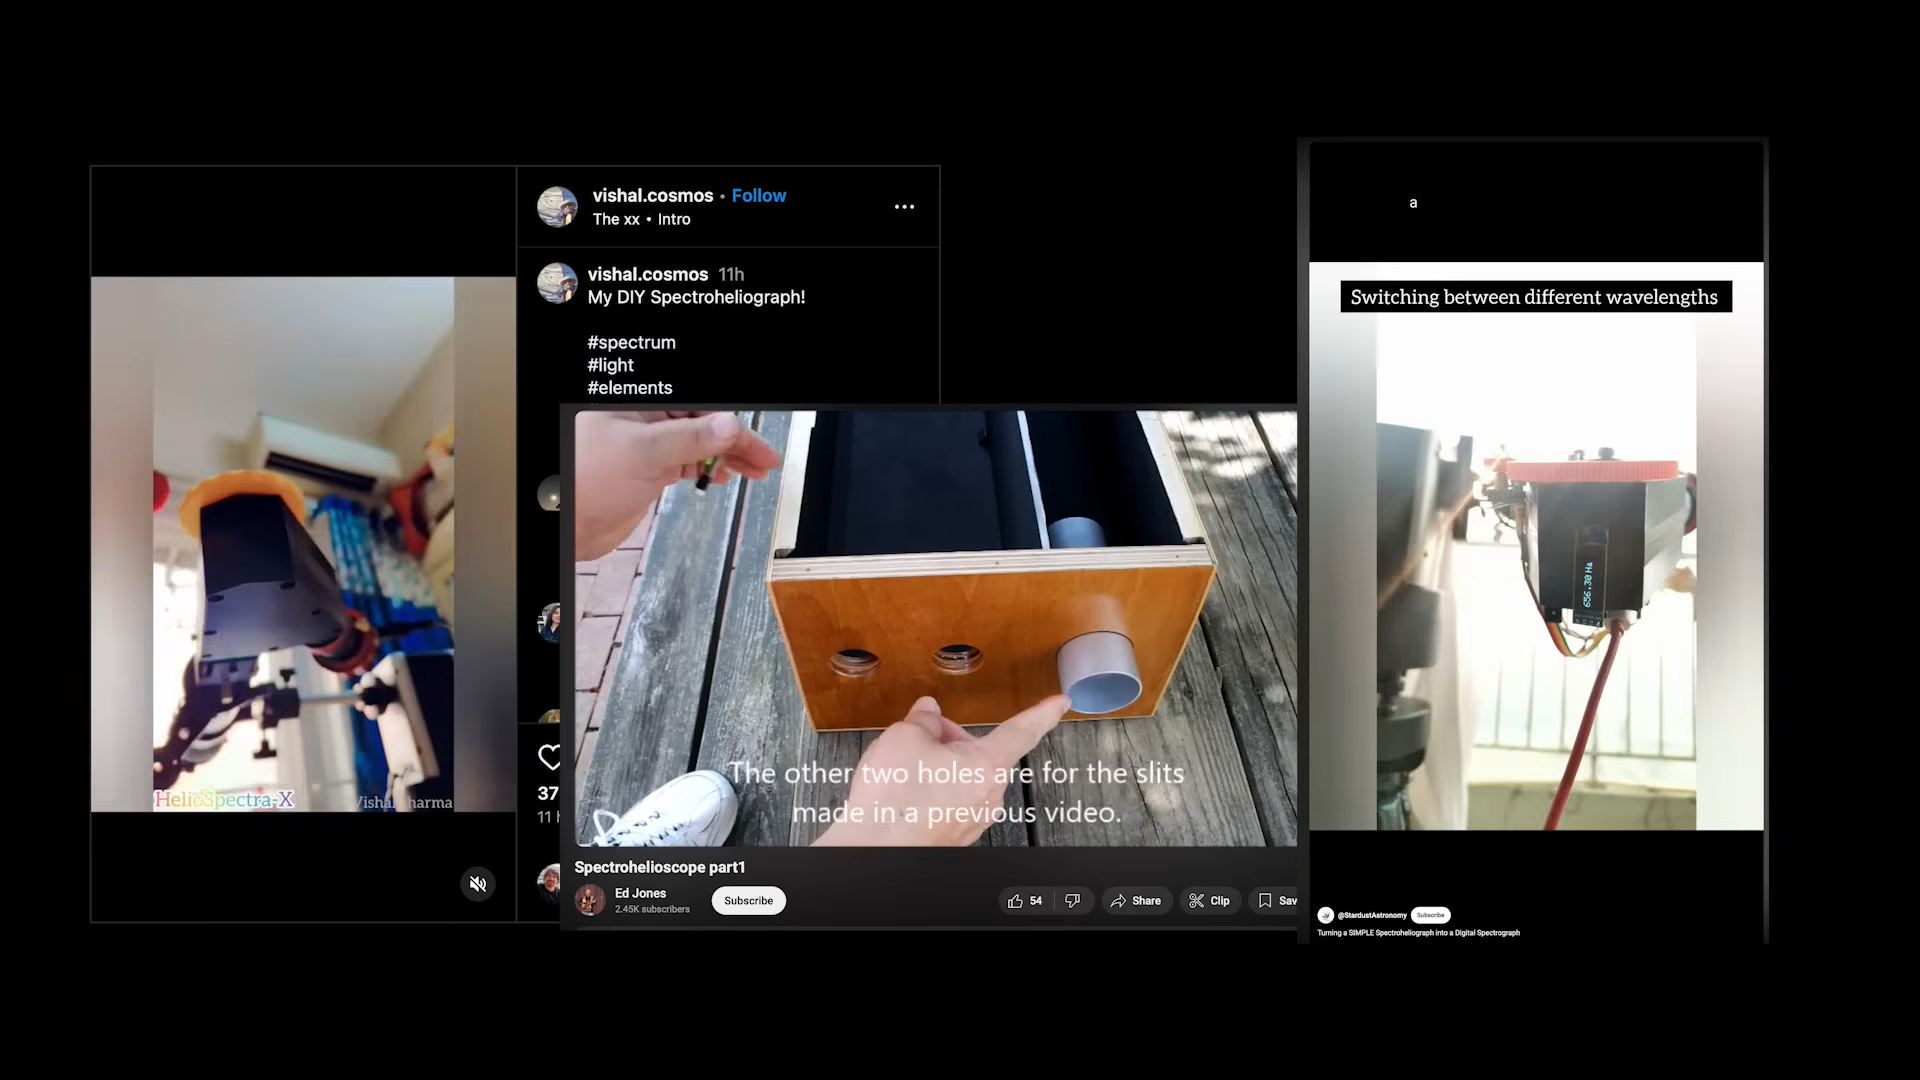 vishal.cosmos • Follow
The xx • Intro
vishal.cosmos 11h
My DIY Spectroheliograph!
#spectrum
#light
#elements
HelioSpectra-X
37
11 h
The other two holes are for the slits
made in a previous video.
Spectrohelioscope part1
Ed Jones
2.45K subscribers
Subscribe
54
Share
Clip
Sav
a
Switching between different wavelengths
656.30 Ha
@StardustAstronomy
Subscribe
Turning a SIMPLE Spectroheliograph into a Digital Spectrograph